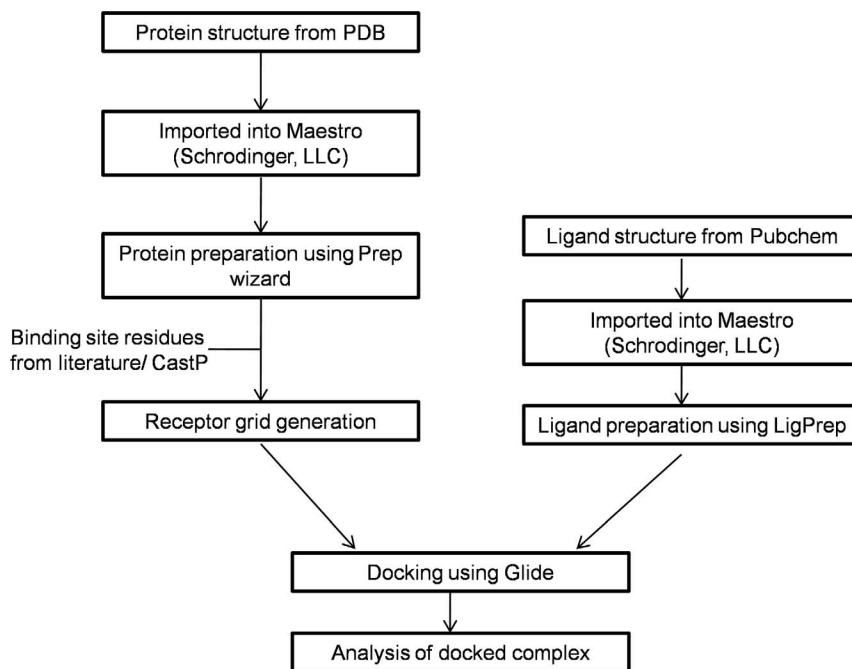 Protein structure from PDB
Imported into Maestro
(Schrodinger, LLC)
Protein preparation using Prep
wizard
Binding site residues
from literature/ CastP
Receptor grid generation
Ligand structure from Pubchem
Imported into Maestro
(Schrodinger, LLC)
Ligand preparation using LigPrep
Docking using Glide
Analysis of docked complex